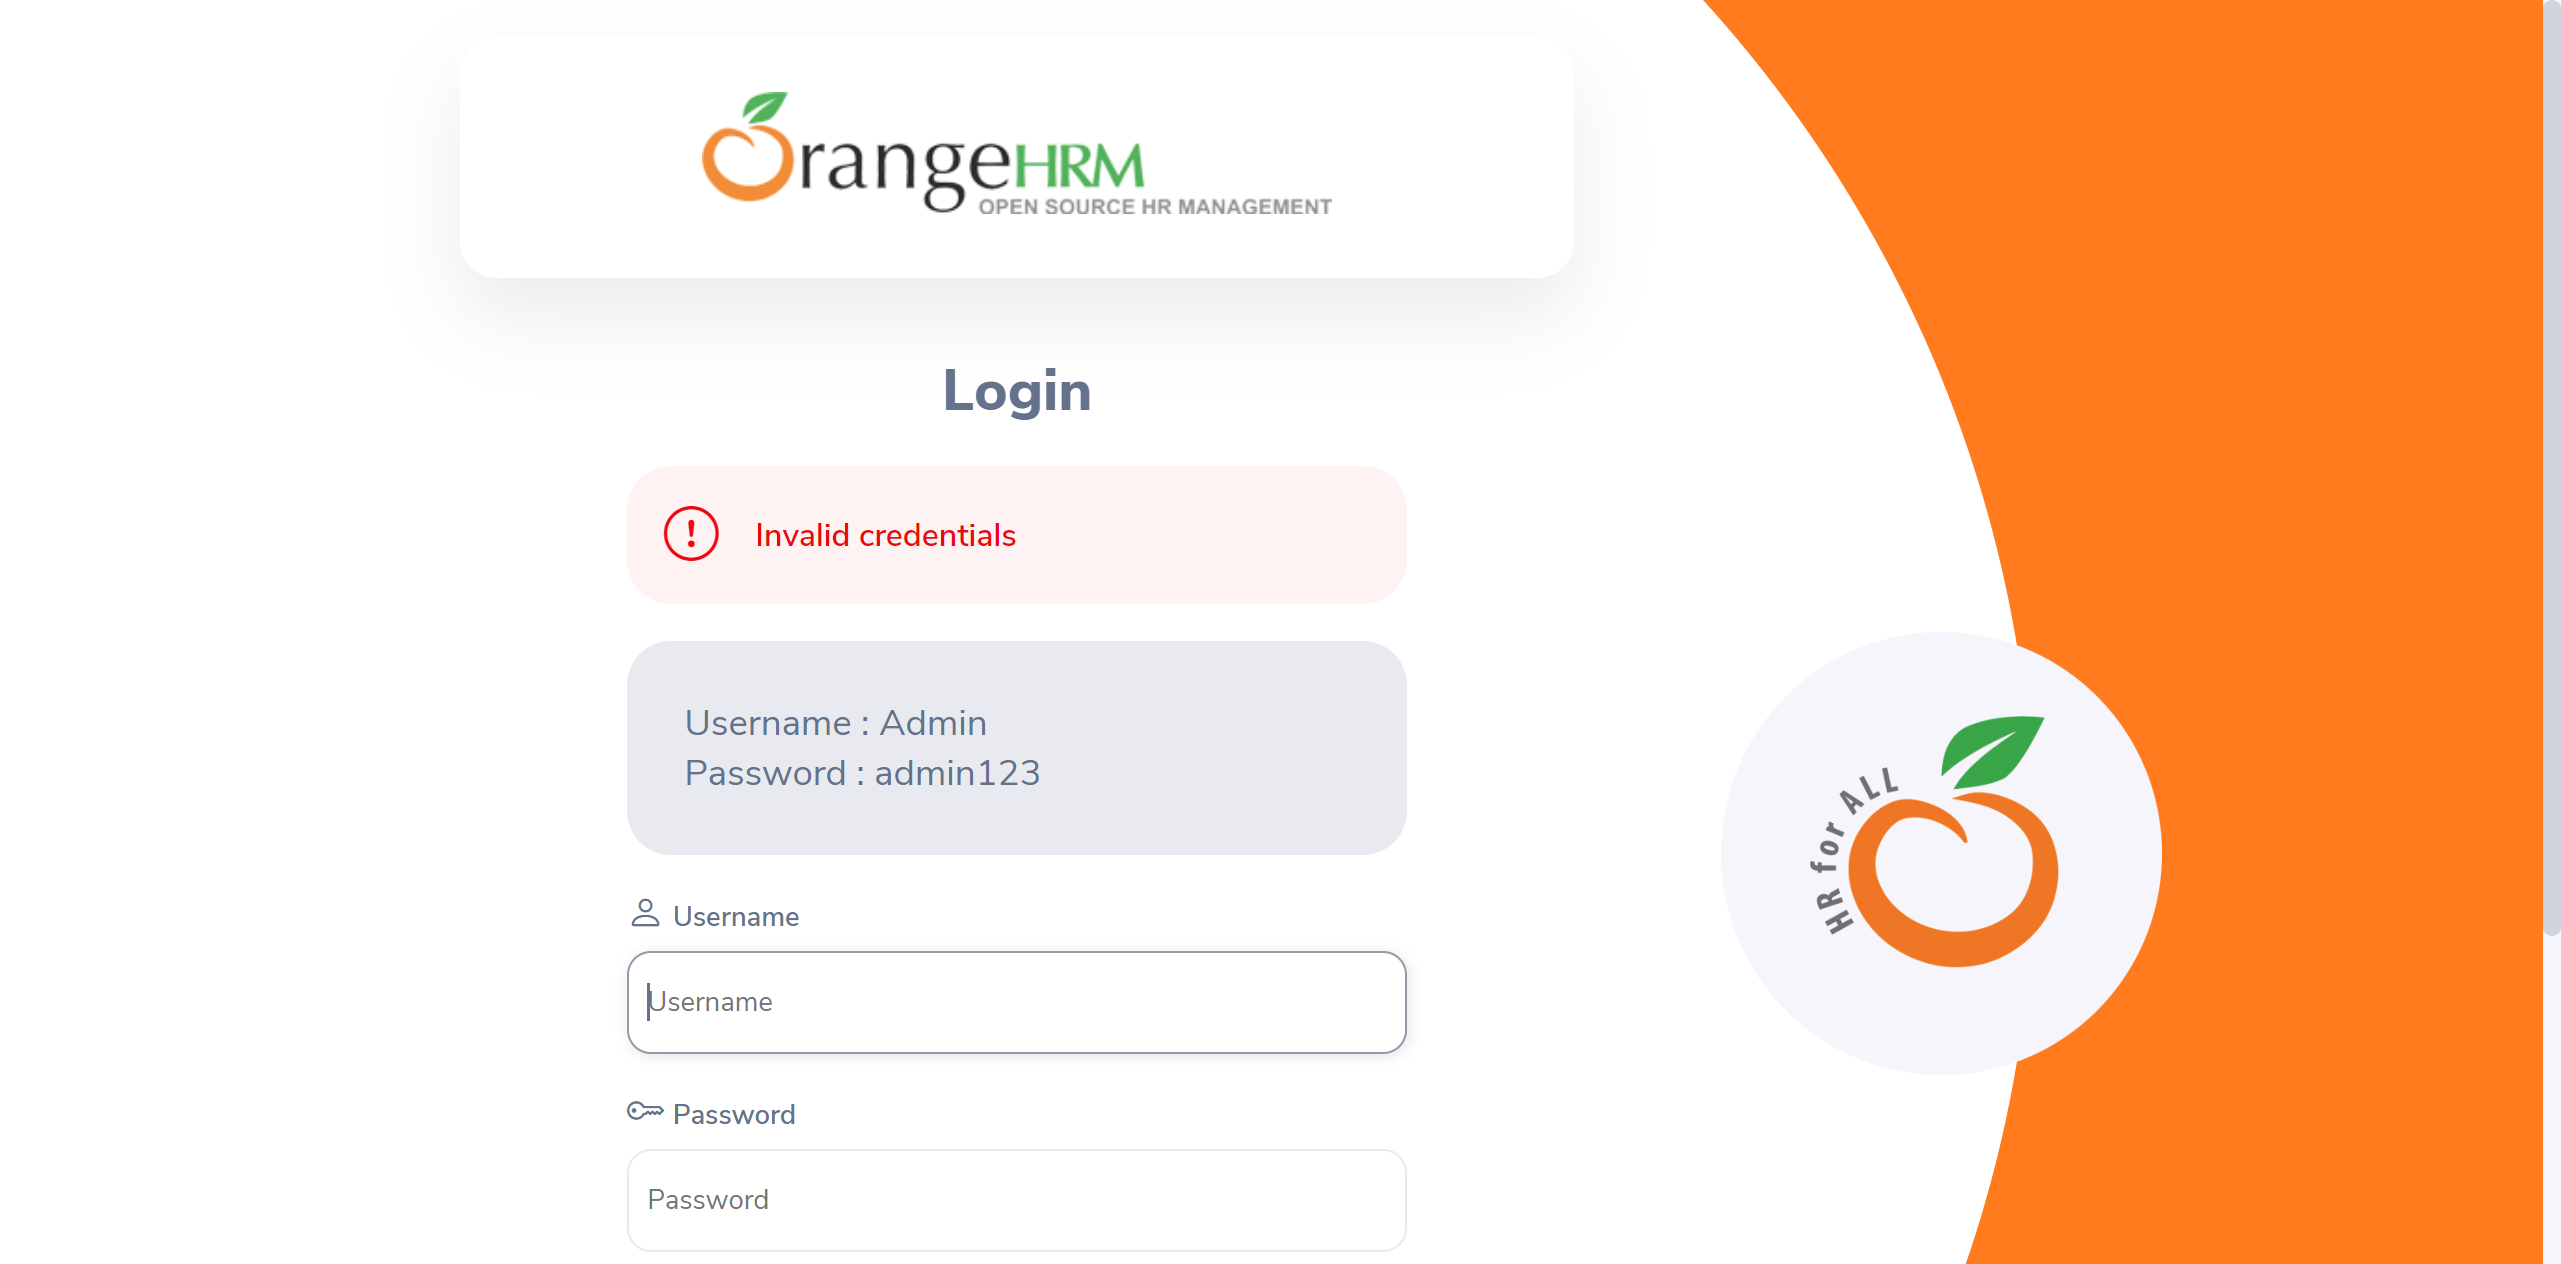 OrangeHRM
OPEN SOURCE HR MANAGEMENT
Login
Invalid credentials
Username : Admin
Password : admin123
Username
Username
Password
Password
HR for ALL